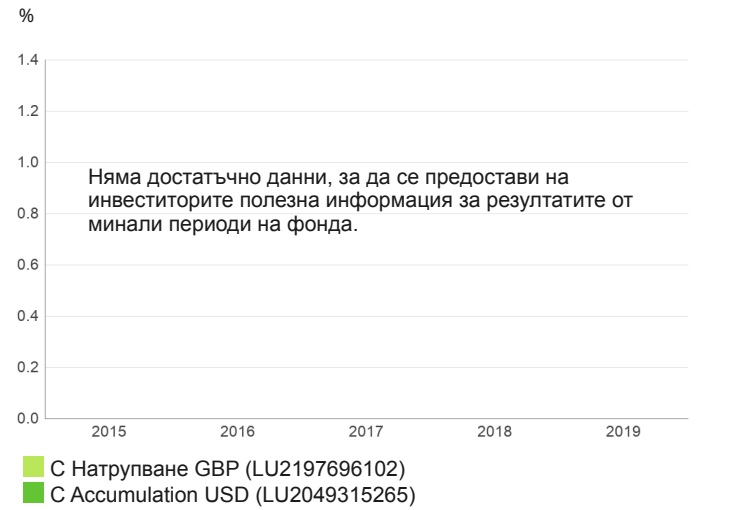 %
1.4
1.2
1.0
Няма достатъчно данни, за да се предостави на
инвеститорите полезна информация за резултатите от
минали периоди на фонда.
0.8
0.6
0.4
0.2
0.0
2015 2016 2017 2018 2019
C Натрупване GBP (LU2197696102)
C Accumulation USD (LU2049315265)